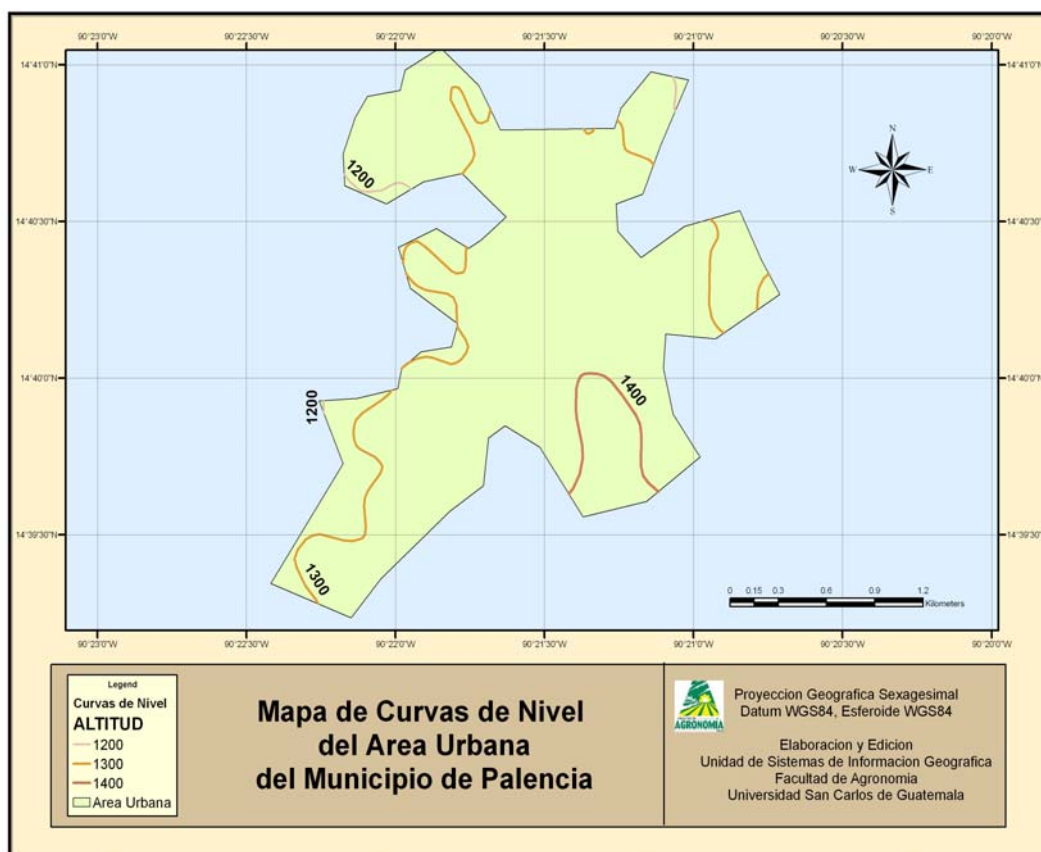 90°23'0"W 90°22'30"W 90°22'0"W 90°21'30"W 90°21'0"W 90°20'30"W 90°20'0"W
14°41'0"N 14°41'0"N
N
1200
W E
S
14°40'30"N 14°40'30"N
14°40'0"N 14°40'0"N
1400
1200
14°39'30"N 14°39'30"N
1300
0 0.15 0.3 0.6 0.9 1.2
Kilometers
90°23'0"W 90°22'30"W 90°22'0"W 90°21'30"W 90°21'0"W 90°20'30"W 90°20'0"W
Legend
Curvas de Nivel
ALTITUD
1200
1300
1400
Area Urbana
Mapa de Curvas de Nivel
del Area Urbana
del Municipio de Palencia
AGRONOMÍA
Proyeccion Geografica Sexagesimal
Datum WGS84, Esferoide WGS84
Elaboracion y Edicion
Unidad de Sistemas de Informacion Geografica
Facultad de Agronomia
Universidad San Carlos de Guatemala